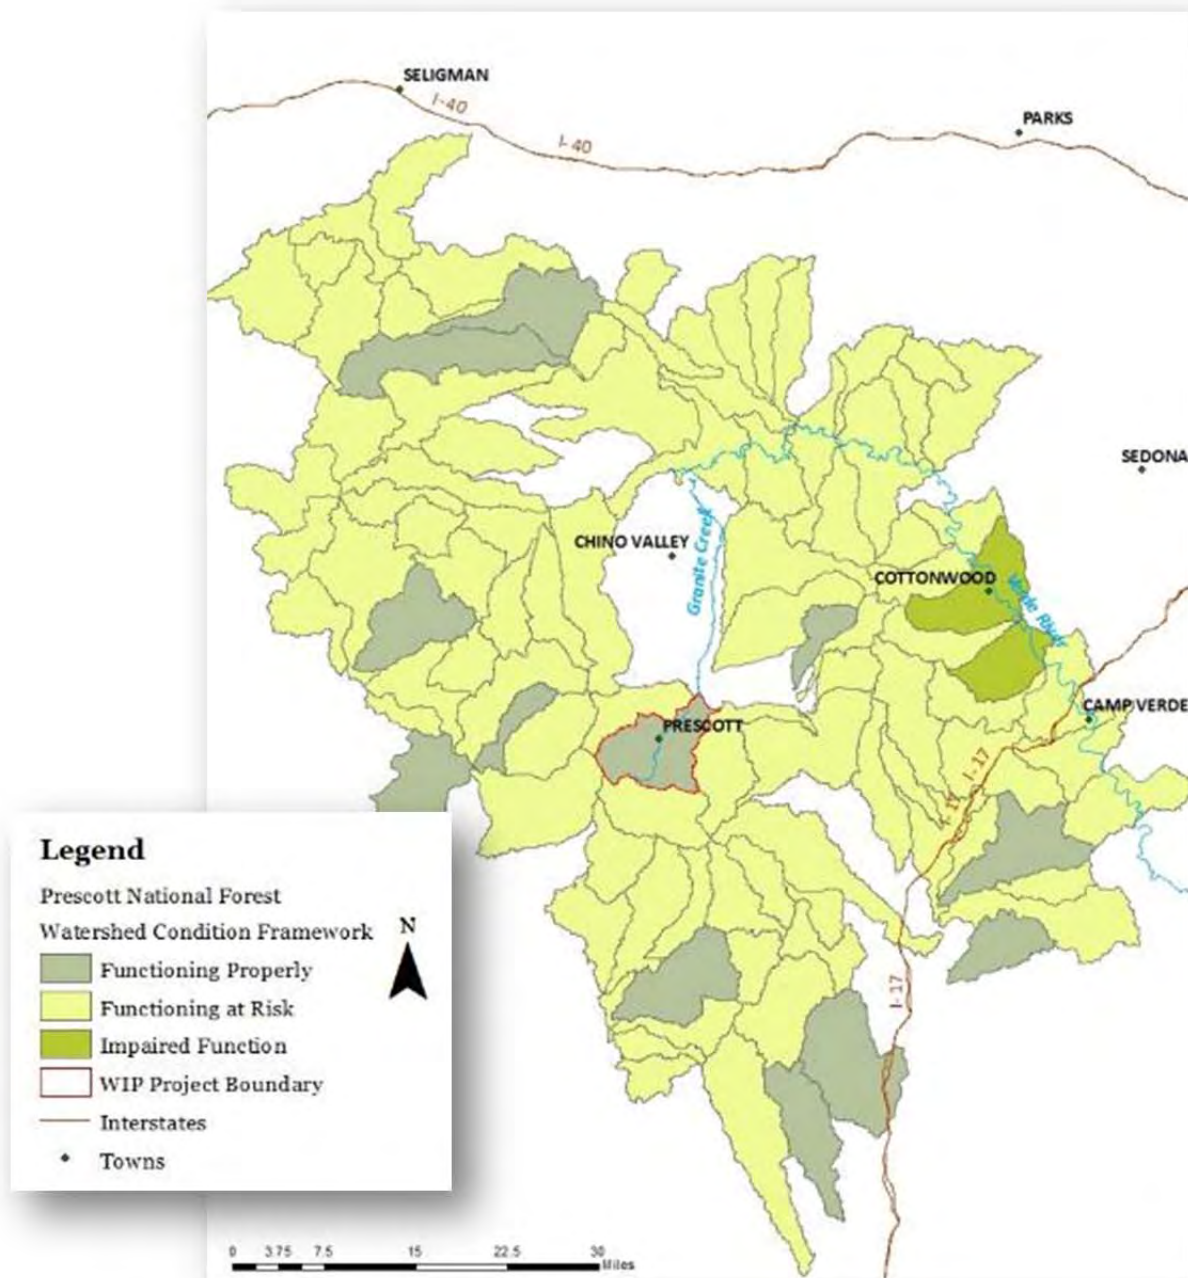 SELIGMAN
I-40
I-40
PARKS
SEDONA
CHINO VALLEY
Granite Creek
COTTONWOOD
Verde River
PRESCOTT
CAMP VERDE
I-17
I-17
I-17
Legend
Prescott National Forest
Watershed Condition Framework
N
Functioning Properly
Functioning at Risk
Impaired Function
WIP Project Boundary
Interstates
Towns
0 3.75 7.5 15 22.5 30
Miles